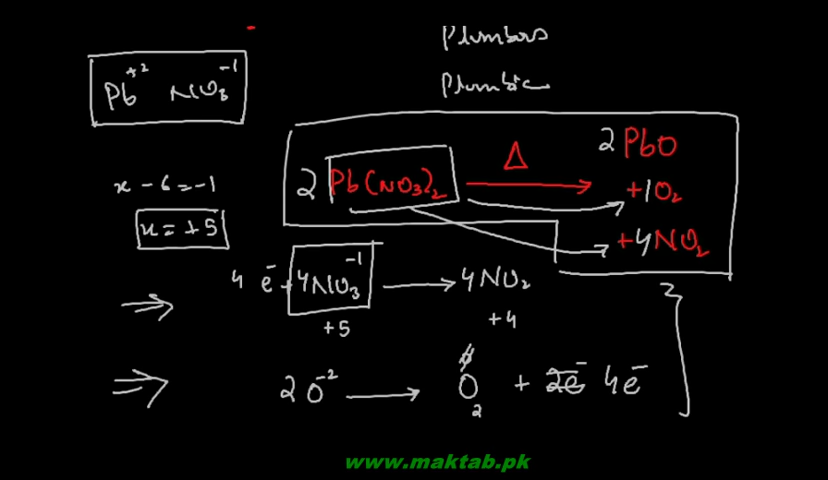 Plumbous
Plumbic
Pb⁺² NO₃⁻¹
2 Pb(NO₃)₂ —Δ→ 2 PbO
+1O₂
+4NO₂
x - 6 = -1
x = +5
⇒ 4 e⁻ + 4NO₃⁻¹ → 4NO₂
+5 +4
⇒ 2O⁻² → O₂ + 2e⁻ 4e⁻
www.maktab.pk